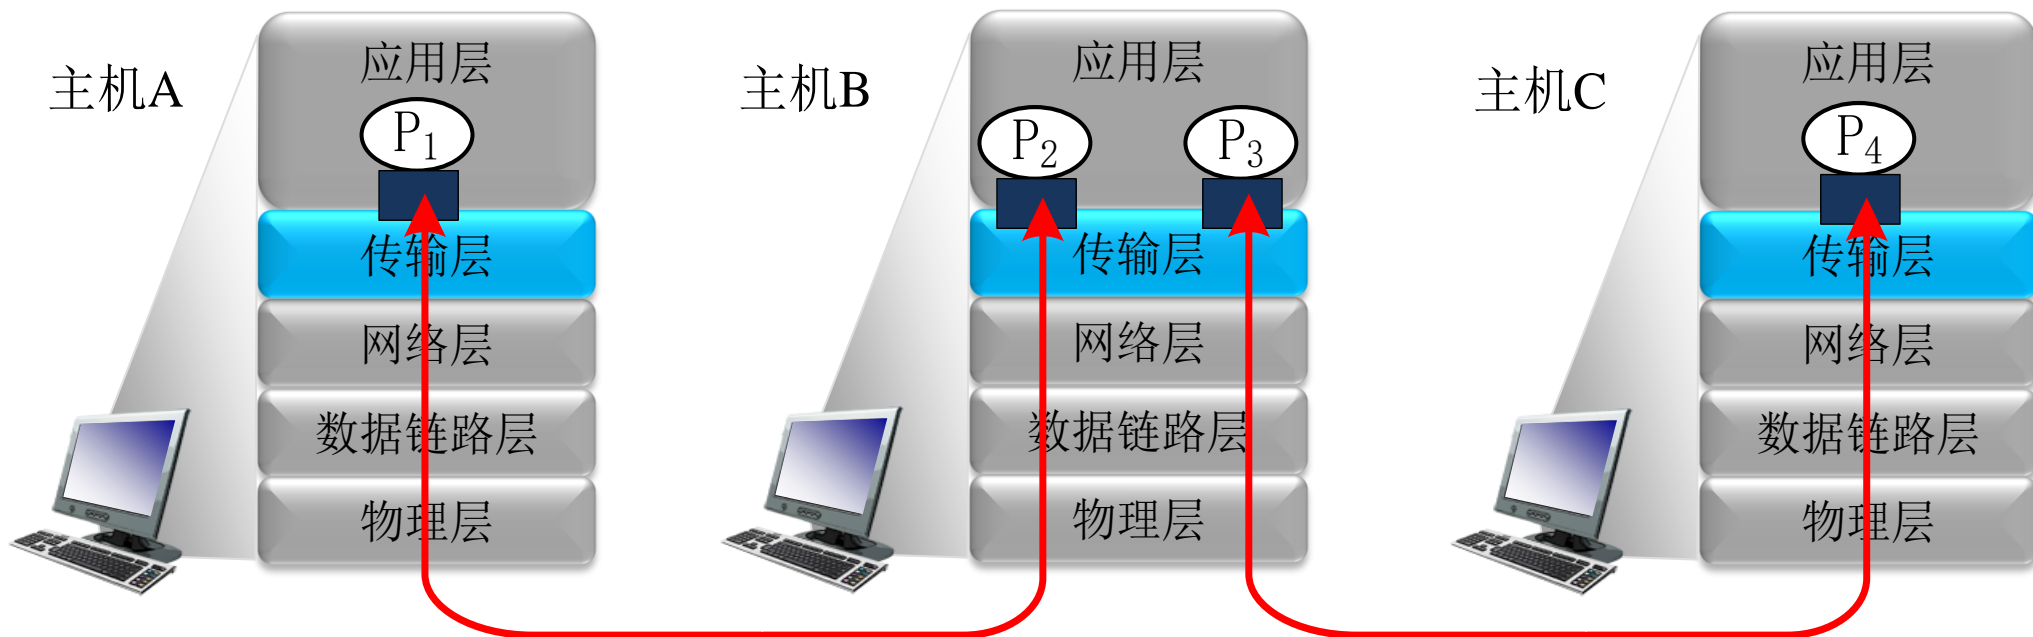 主机A
应用层
P₁
传输层
网络层
数据链路层
物理层
主机B
应用层
P₂
P₃
传输层
网络层
数据链路层
物理层
主机C
应用层
P₄
传输层
网络层
数据链路层
物理层